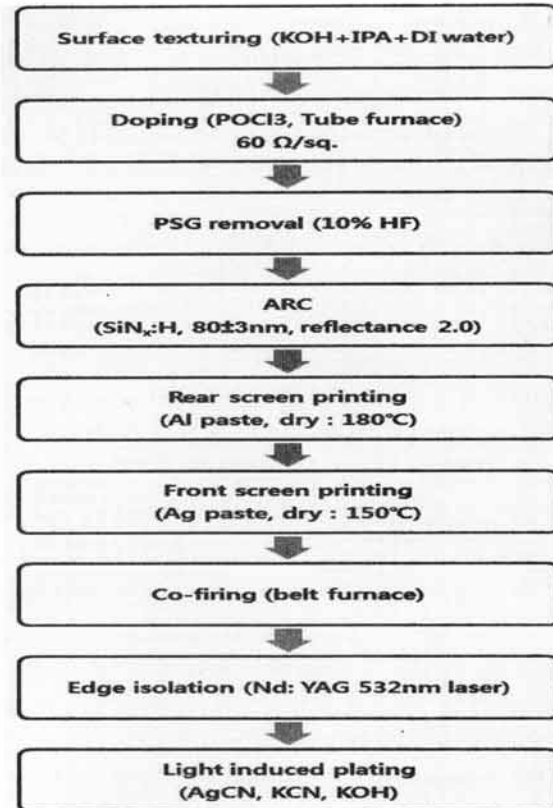 Surface texturing (KOH+IPA+DI water)
Doping (POCl3, Tube furnace)
60 Ω/sq.
PSG removal (10% HF)
ARC
(SiNₓ:H, 80±3nm, reflectance 2.0)
Rear screen printing
(Al paste, dry : 180℃)
Front screen printing
(Ag paste, dry : 150℃)
Co-firing (belt furnace)
Edge isolation (Nd: YAG 532nm laser)
Light induced plating
(AgCN, KCN, KOH)